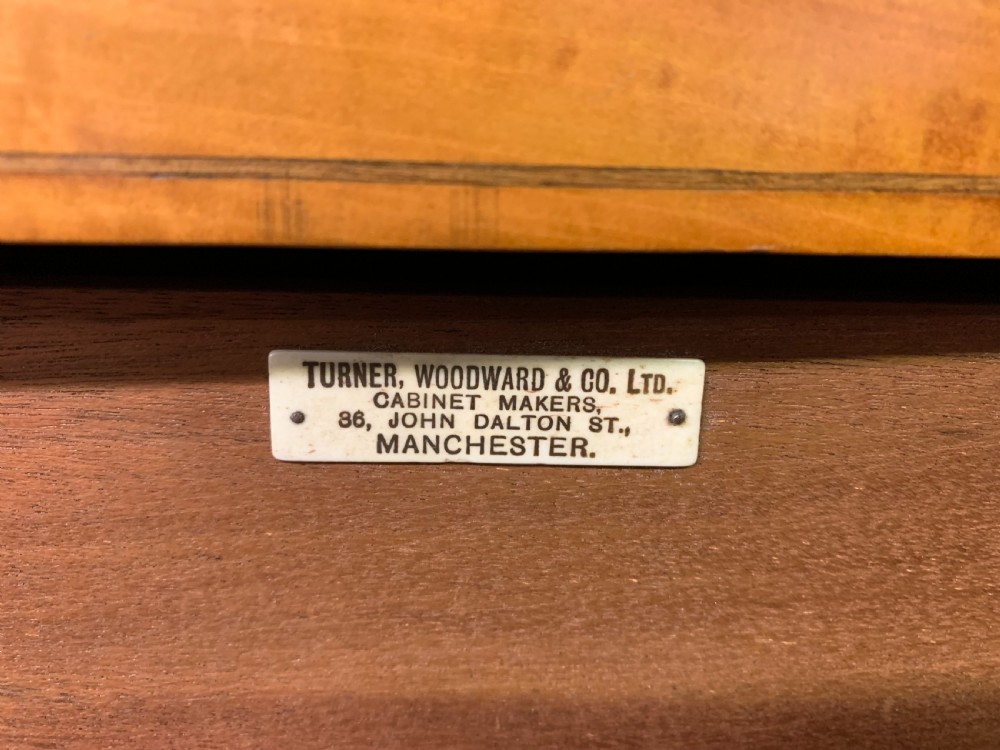 TURNER, WOODWARD & CO. LTD.
CABINET MAKERS,
36, JOHN DALTON ST.,
MANCHESTER.